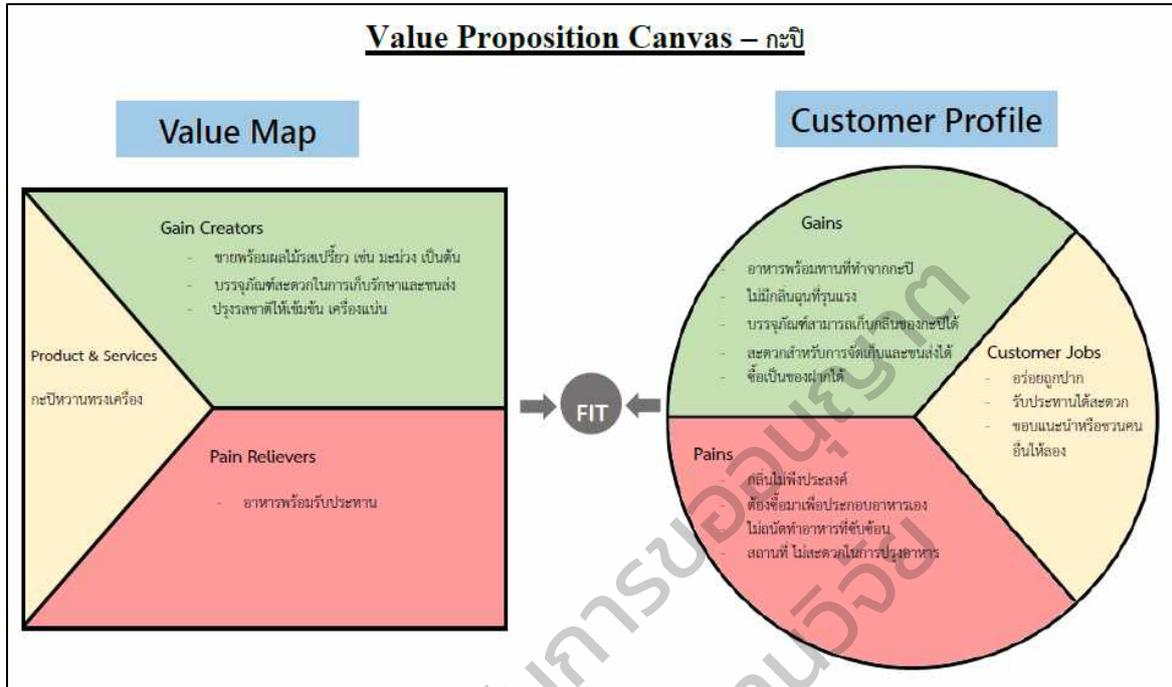 Value Proposition Canvas – กะปิ
Value Map
Gain Creators
- ขายพร้อมผลไม้รสเปรี้ยว เช่น มะม่วง เป็นต้น
- บรรจุภัณฑ์สะดวกในการเก็บรักษาและขนส่ง
- ปรุงรสชาติให้เข้มข้น เครื่องแน่น
Product & Services
กะปิหวานทรงเครื่อง
Pain Relievers
- อาหารพร้อมรับประทาน
FIT
Customer Profile
Gains
- อาหารพร้อมทานที่ทำจากกะปิ
- ไม่มีกลิ่นฉุนที่รุนแรง
- บรรจุภัณฑ์สามารถเก็บกลิ่นของกะปิได้
- สะดวกสำหรับการจัดเก็บและขนส่งได้
- ซื้อเป็นของฝากได้
Customer Jobs
- อร่อยถูกปาก
- รับประทานได้สะดวก
- ชอบแนะนำหรือชวนคน
อื่นให้ลอง
Pains
- กลิ่นไม่พึงประสงค์
- ต้องซื้อมาเพื่อประกอบอาหารเอง
- ไม่ถนัดทำอาหารที่ซับซ้อน
- สถานที่ ไม่สะดวกในการปรุงอาหาร